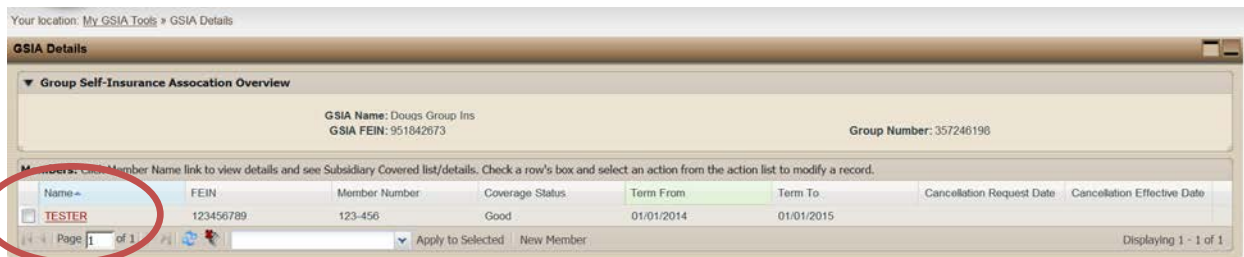 Your location: My GSIA Tools » GSIA Details
GSIA Details
Group Self-Insurance Assocation Overview
GSIA Name: Dougs Group Ins
GSIA FEIN: 951842673 Group Number: 357246198
Members: Click Member Name link to view details and see Subsidiary Covered list/details. Check a row's box and select an action from the action list to modify a record.
Name FEIN Member Number Coverage Status Term From Term To Cancellation Request Date Cancellation Effective Date
TESTER 123456789 123-456 Good 01/01/2014 01/01/2015
Page 1 of 1 Apply to Selected New Member Displaying 1 - 1 of 1